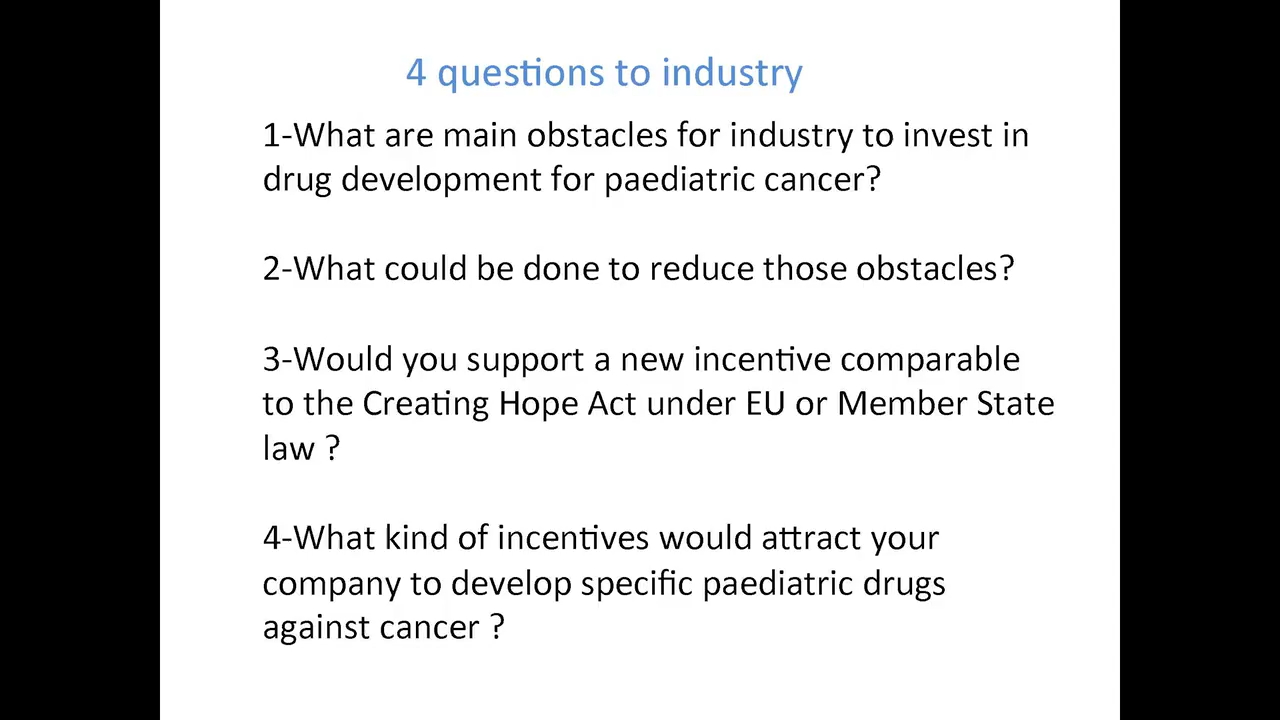 4 questions to industry
1-What are main obstacles for industry to invest in
drug development for paediatric cancer?
2-What could be done to reduce those obstacles?
3-Would you support a new incentive comparable
to the Creating Hope Act under EU or Member State
law ?
4-What kind of incentives would attract your
company to develop specific paediatric drugs
against cancer ?